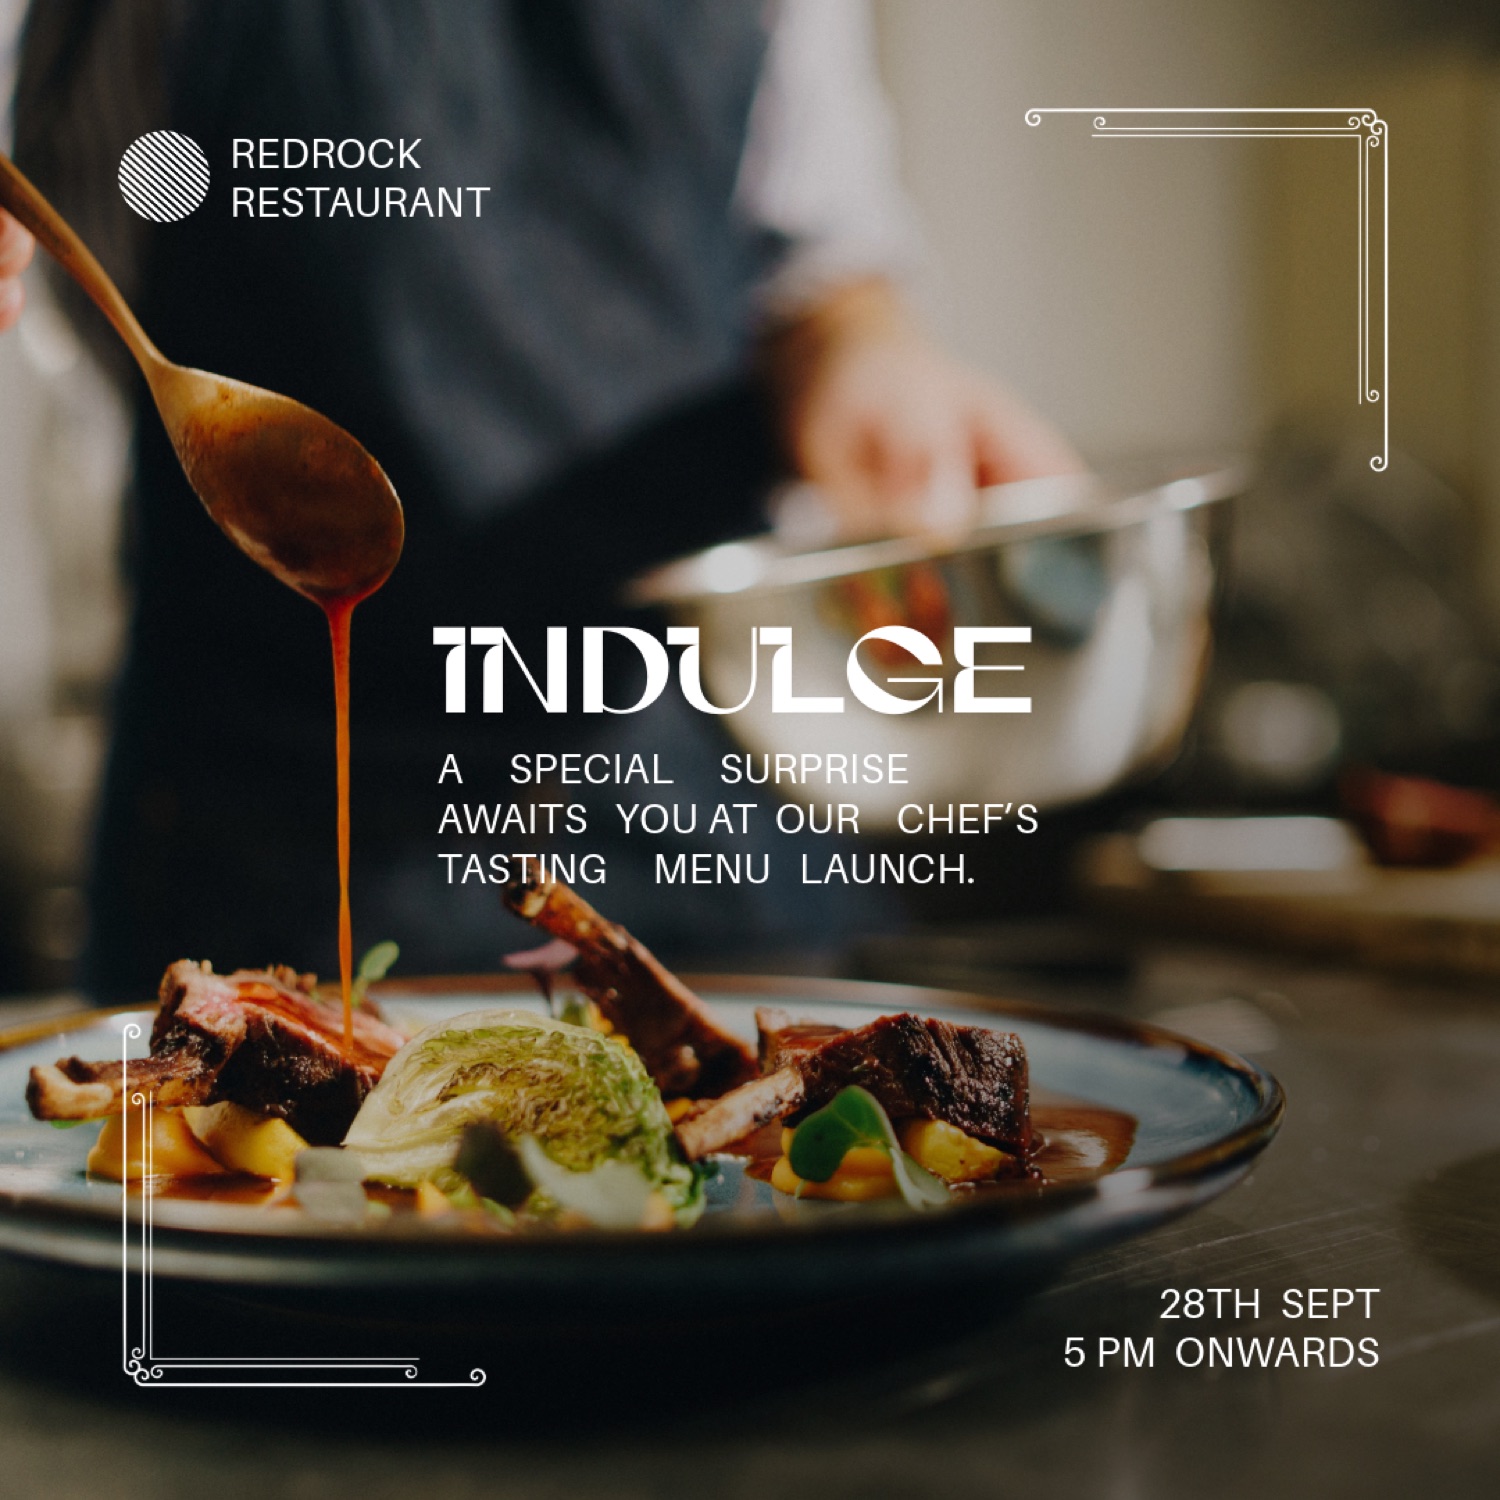 REDROCK
RESTAURANT
INDULGE
A SPECIAL SURPRISE
AWAITS YOU AT OUR CHEF’S
TASTING MENU LAUNCH.
28TH SEPT
5 PM ONWARDS